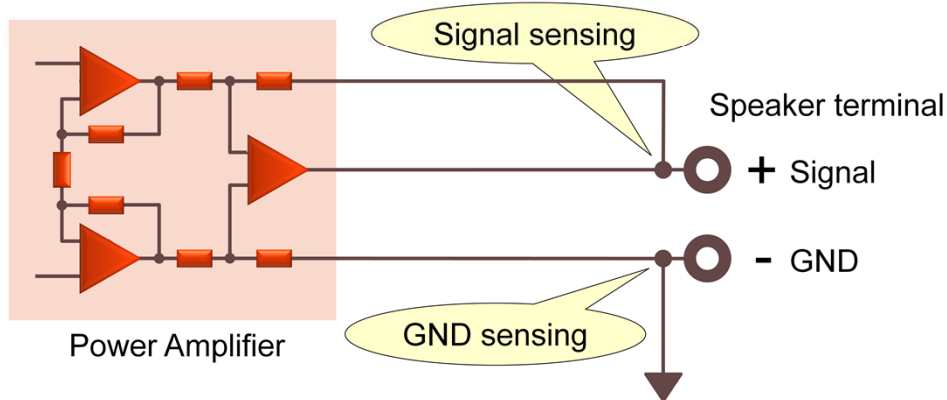 Signal sensing
Speaker terminal
+ Signal
- GND
GND sensing
Power Amplifier